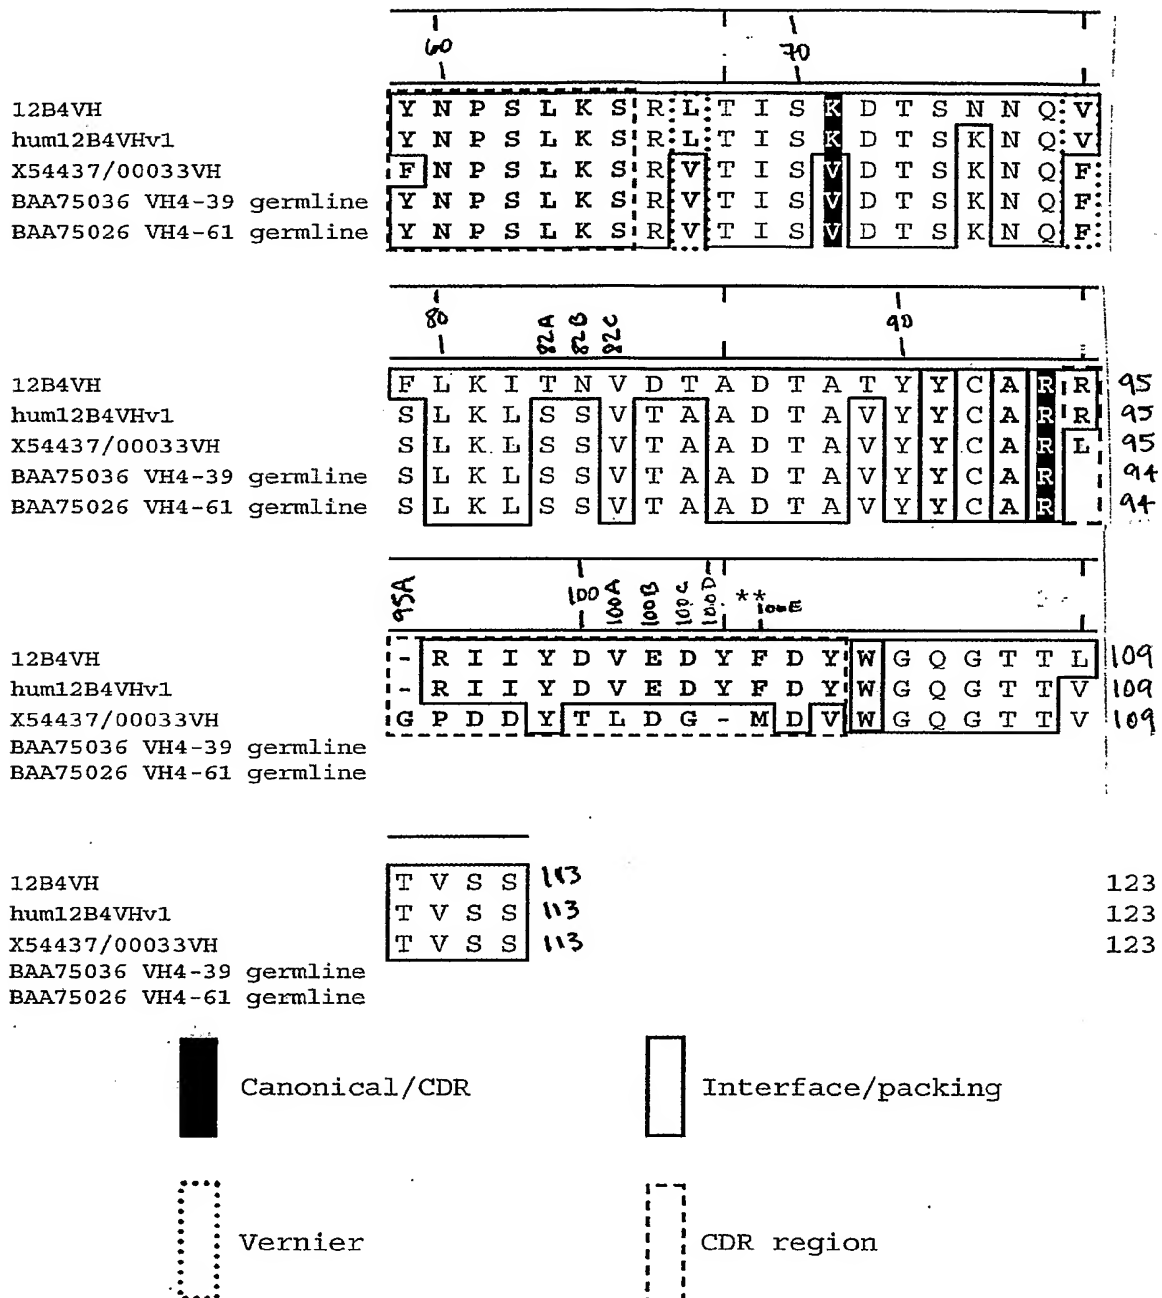 60 70
12B4VH Y N P S L K S R L T I S K D T S N N Q V
hum12B4VHv1 Y N P S L K S R L T I S K D T S K N Q V
X54437/00033VH F N P S L K S R V T I S V D T S K N Q F
BAA75036 VH4-39 germline Y N P S L K S R V T I S V D T S K N Q F
BAA75026 VH4-61 germline Y N P S L K S R V T I S V D T S K N Q F
80 82A 82B 82C 90
12B4VH F L K I T N V D T A D T A T Y Y C A R R 95
hum12B4VHv1 S L K L S S V T A A D T A V Y Y C A R R 95
X54437/00033VH S L K L S S V T A A D T A V Y Y C A R L 95
BAA75036 VH4-39 germline S L K L S S V T A A D T A V Y Y C A R 94
BAA75026 VH4-61 germline S L K L S S V T A A D T A V Y Y C A R 94
95A 100 100A 100B 100C 100D ** 100E
12B4VH - R I I Y D V E D Y F D Y W G Q G T T L 109
hum12B4VHv1 - R I I Y D V E D Y F D Y W G Q G T T V 109
X54437/00033VH G P D D Y T L D G - M D V W G Q G T T V 109
BAA75036 VH4-39 germline
BAA75026 VH4-61 germline
12B4VH T V S S 113 123
hum12B4VHv1 T V S S 113 123
X54437/00033VH T V S S 113 123
BAA75036 VH4-39 germline
BAA75026 VH4-61 germline
Canonical/CDR Interface/packing
Vernier CDR region